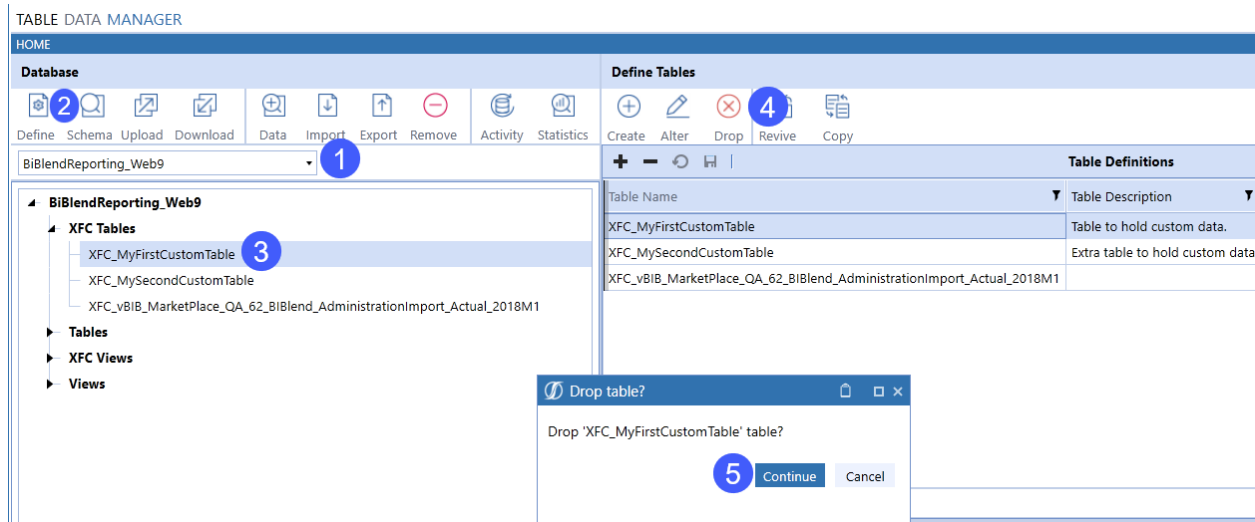 TABLE DATA MANAGER
HOME
Database
Define Tables
2
4
Define Schema Upload Download Data Import Export Remove Activity Statistics
Create Alter Drop Revive Copy
BiBlendReporting_Web9
1
Table Definitions
BiBlendReporting_Web9
XFC Tables
XFC_MyFirstCustomTable
3
XFC_MySecondCustomTable
XFC_vBIB_MarketPlace_QA_62_BIBlend_AdministrationImport_Actual_2018M1
Tables
XFC Views
Views
Table Name Table Description
XFC_MyFirstCustomTable Table to hold custom data.
XFC_MySecondCustomTable Extra table to hold custom data
XFC_vBIB_MarketPlace_QA_62_BIBlend_AdministrationImport_Actual_2018M1
Drop table?
Drop 'XFC_MyFirstCustomTable' table?
5
Continue Cancel